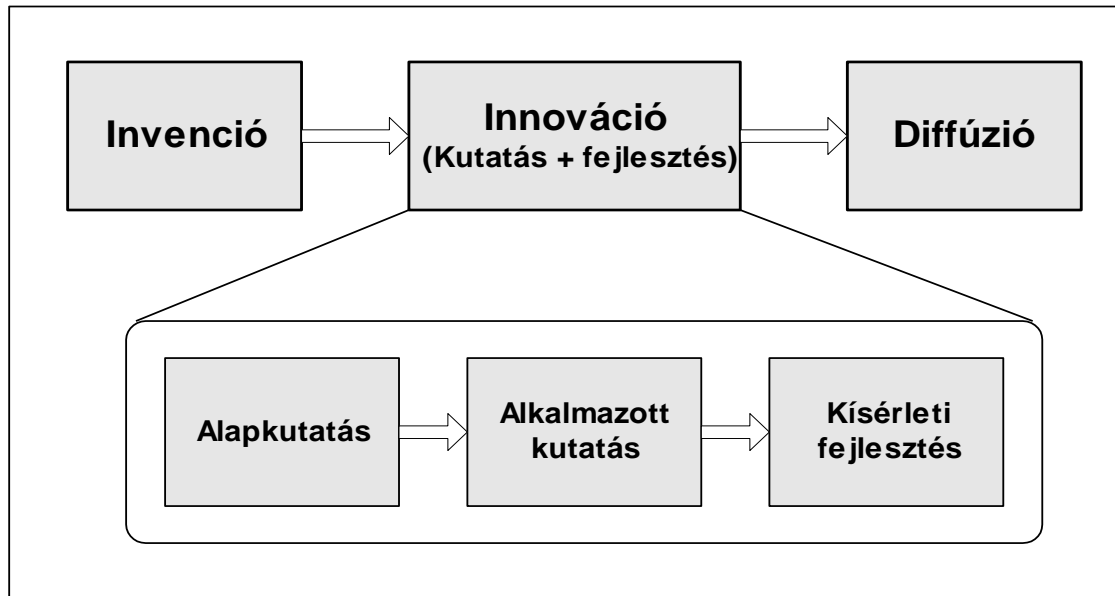 Invenció
Innováció
(Kutatás + fejlesztés)
Diffúzió
Alapkutatás
Alkalmazott
kutatás
Kísérleti
fejlesztés